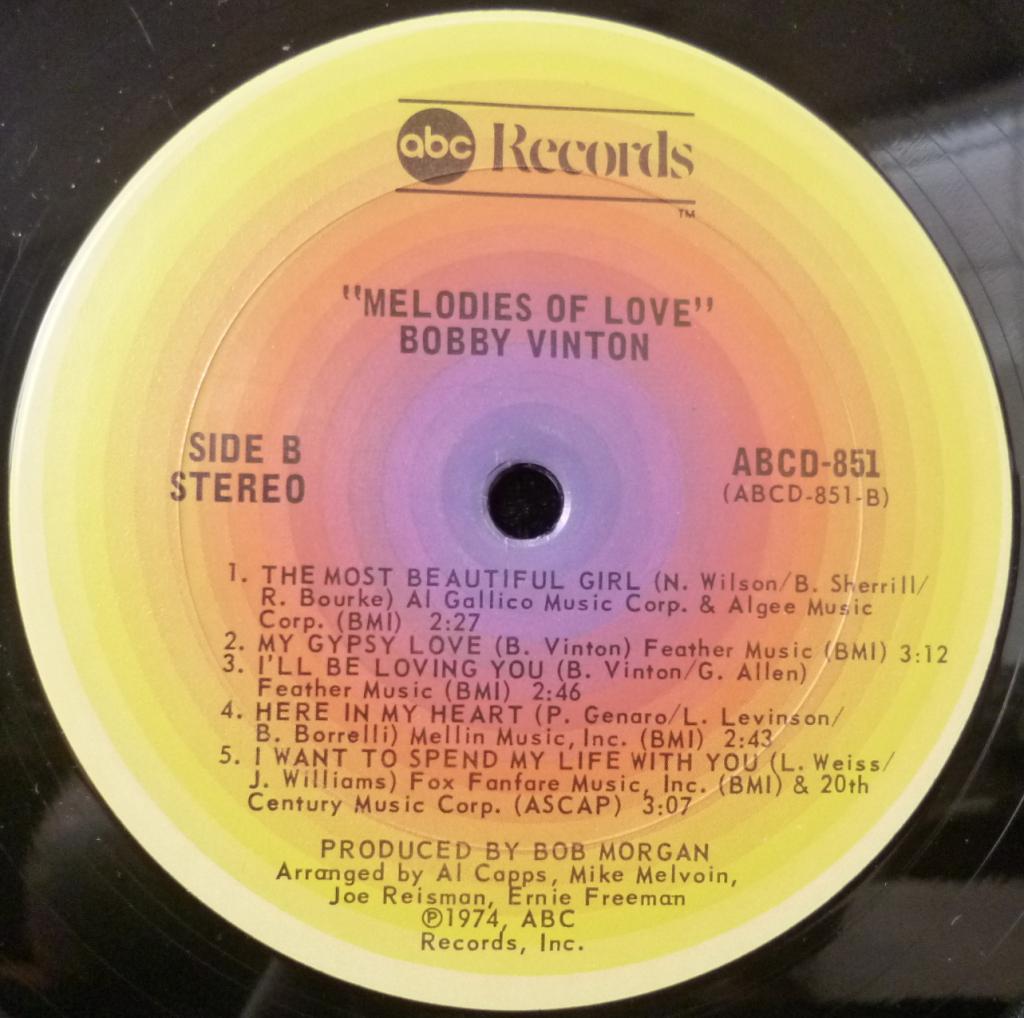 abc Records
TM
"MELODIES OF LOVE"
BOBBY VINTON
SIDE B
STEREO
ABCD-851
(ABCD-851-B)
1. THE MOST BEAUTIFUL GIRL (N. Wilson/B. Sherrill/
R. Bourke) Al Gallico Music Corp. & Algee Music
Corp. (BMI) 2:27
2. MY GYPSY LOVE (B. Vinton) Feather Music (BMI) 3:12
3. I'LL BE LOVING YOU (B. Vinton/G. Allen)
Feather Music (BMI) 2:46
4. HERE IN MY HEART (P. Genaro/L. Levinson/
B. Borrelli) Mellin Music, Inc. (BMI) 2:43
5. I WANT TO SPEND MY LIFE WITH YOU (L. Weiss/
J. Williams) Fox Fanfare Music, Inc. (BMI) & 20th
Century Music Corp. (ASCAP) 3:07
PRODUCED BY BOB MORGAN
Arranged by Al Capps, Mike Melvoin,
Joe Reisman, Ernie Freeman
℗1974, ABC
Records, Inc.